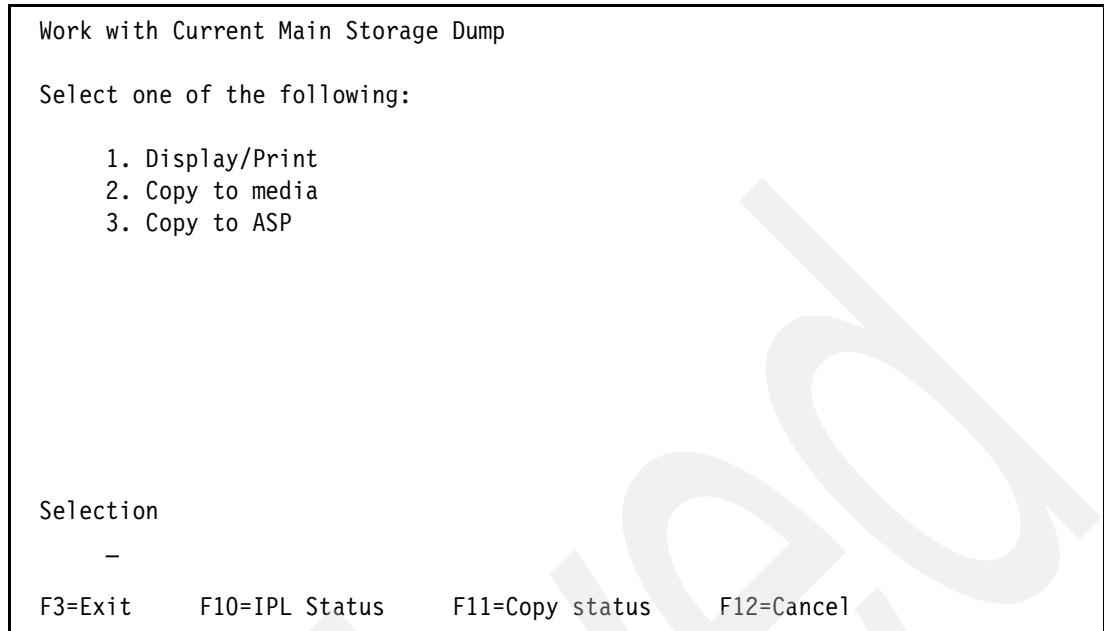 Work with Current Main Storage Dump
Select one of the following:
1. Display/Print
2. Copy to media
3. Copy to ASP
Selection
_
F3=Exit F10=IPL Status F11=Copy status F12=Cancel